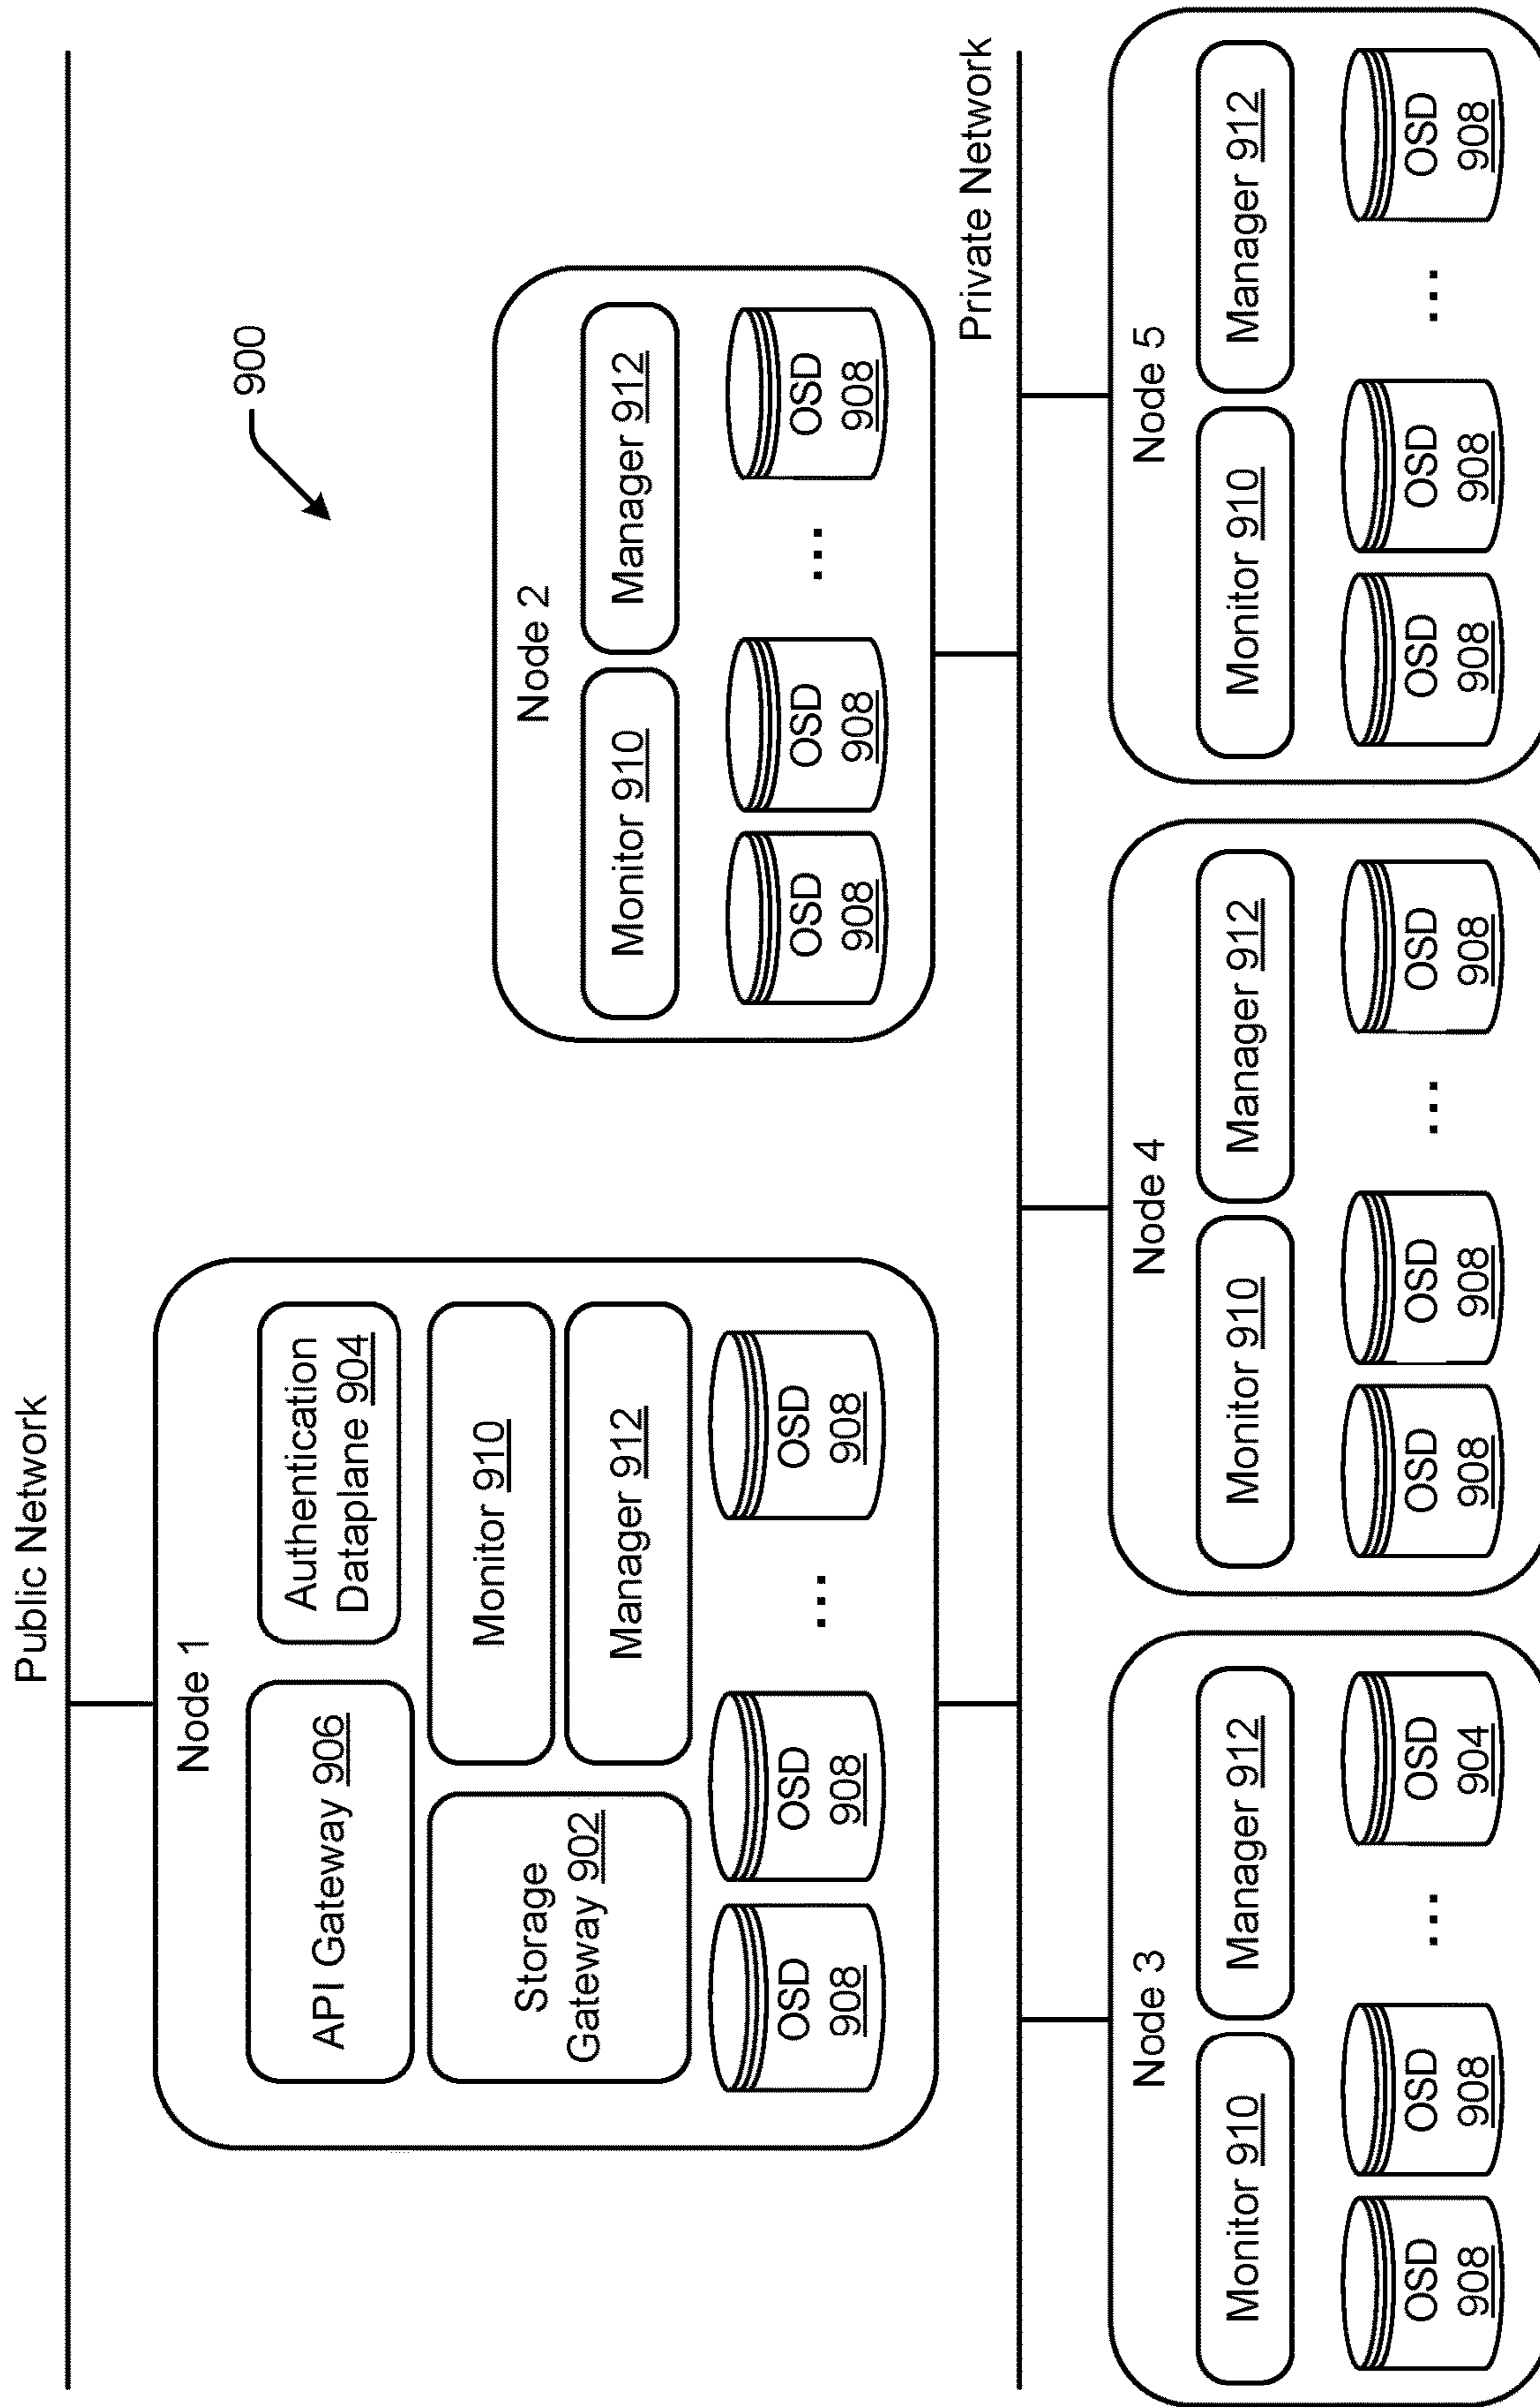 Public Network
900
Node 1
API Gateway 906
Authentication
Dataplane 904
Storage
Gateway 902
Monitor 910
Manager 912
OSD
908
OSD
908
...
OSD
908
Node 2
Monitor 910
Manager 912
OSD
908
OSD
908
...
OSD
908
Private Network
Node 3
Monitor 910
Manager 912
OSD
908
OSD
908
...
OSD
904
Node 4
Monitor 910
Manager 912
OSD
908
OSD
908
...
OSD
908
Node 5
Monitor 910
Manager 912
OSD
908
OSD
908
...
OSD
908